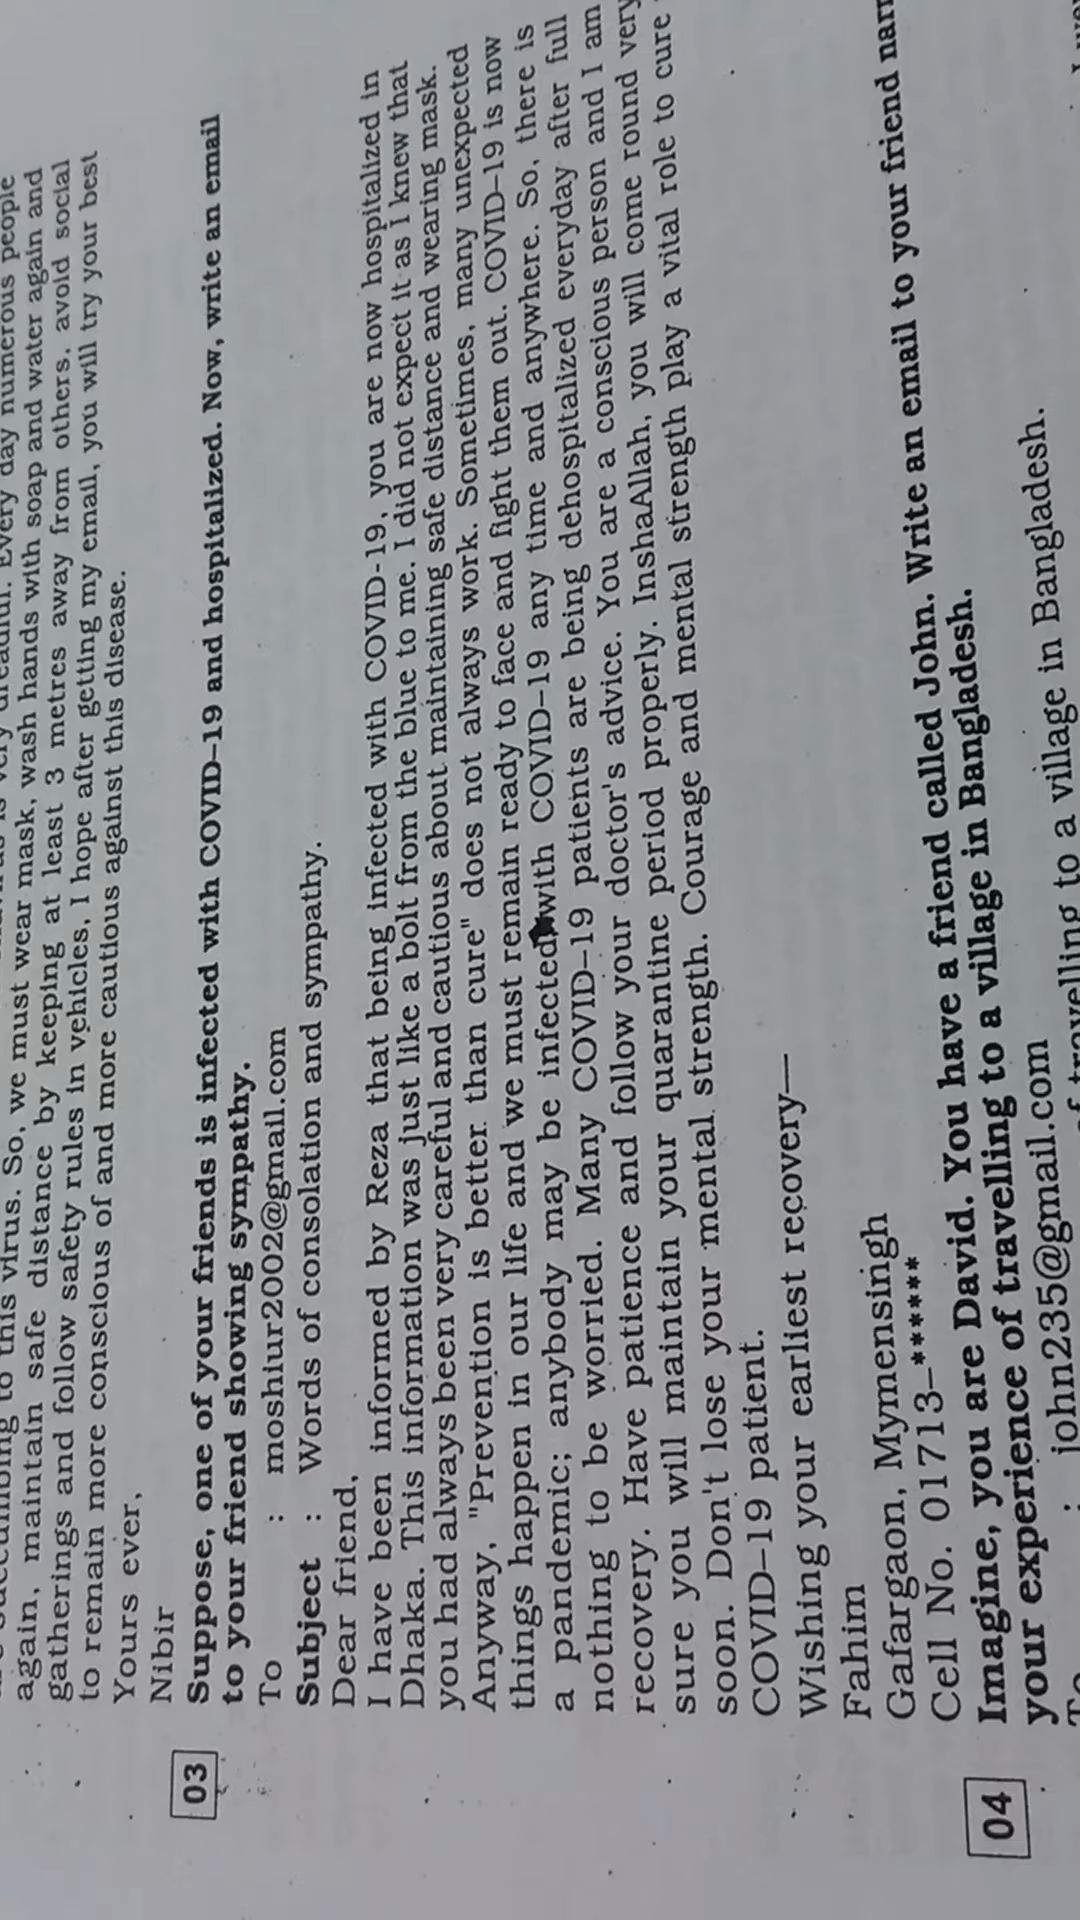 again, maintain safe distance by keeping at least 3 metres away from others, avoid social
gatherings and follow safety rules in vehicles. I hope after getting my email, you will try your best
to remain more conscious of and more cautious against this disease.
Yours ever,
Nibir
03
Suppose, one of your friends is infected with COVID–19 and hospitalized. Now, write an email
to your friend showing sympathy.
To : moshiur2002@gmail.com
Subject : Words of consolation and sympathy.
Dear friend,
I have been informed by Reza that being infected with COVID-19, you are now hospitalized in
Dhaka. This information was just like a bolt from the blue to me. I did not expect it as I knew that
you had always been very careful and cautious about maintaining safe distance and wearing mask.
Anyway, "Prevention is better than cure" does not always work. Sometimes, many unexpected
things happen in our life and we must remain ready to face and fight them out. COVID–19 is now
a pandemic; anybody may be infected with COVID–19 any time and anywhere. So, there is
nothing to be worried. Many COVID–19 patients are being dehospitalized everyday after full
recovery. Have patience and follow your doctor's advice. You are a conscious person and I am
sure you will maintain your quarantine period properly. InshaAllah, you will come round very
soon. Don't lose your mental strength. Courage and mental strength play a vital role to cure
COVID–19 patient.
Wishing your earliest recovery—
Fahim
Gafargaon, Mymensingh
Cell No. 01713–******
04
Imagine, you are David. You have a friend called John. Write an email to your friend
your experience of travelling to a village in Bangladesh.
To : john235@gmail.com
of travelling to a village in Bangladesh.